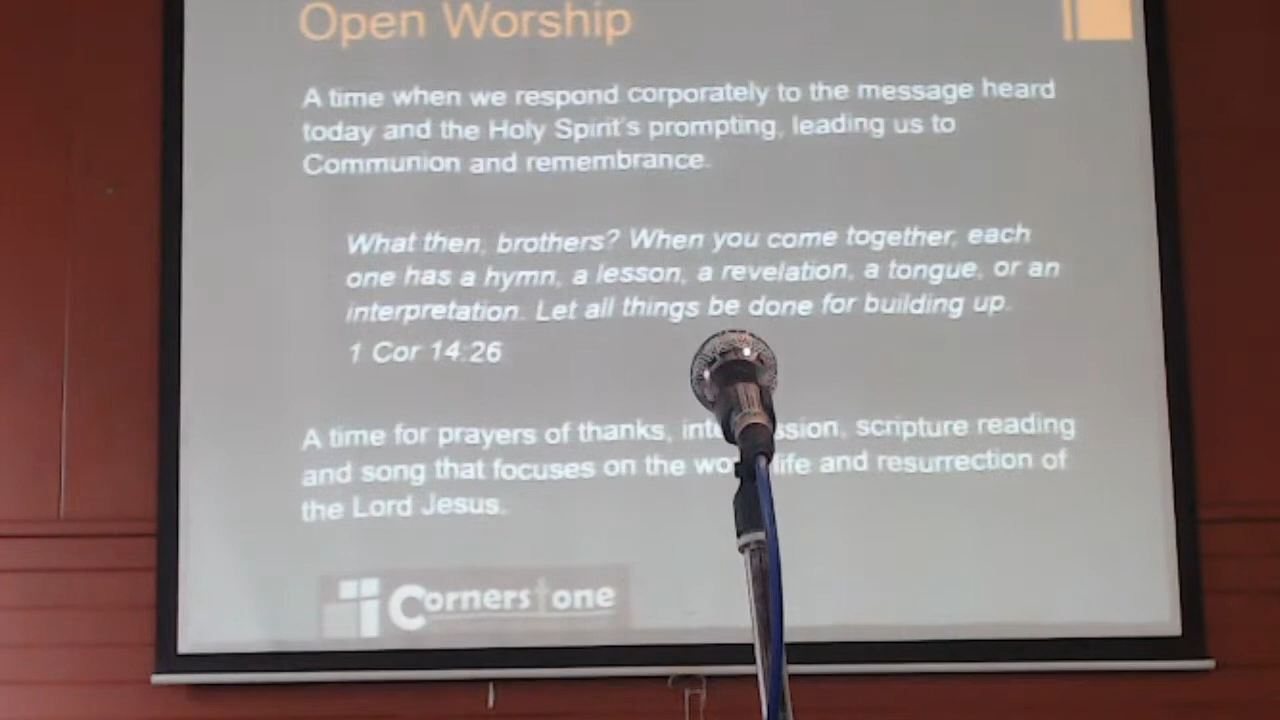 Open Worship
A time when we respond corporately to the message heard
today and the Holy Spirit's prompting, leading us to
Communion and remembrance.
What then, brothers? When you come together, each
one has a hymn, a lesson, a revelation, a tongue, or an
interpretation. Let all things be done for building up.
1 Cor 14:26
A time for prayers of thanks, scripture reading
and song that focuses on the life and resurrection of
the Lord Jesus.
Cornerstone